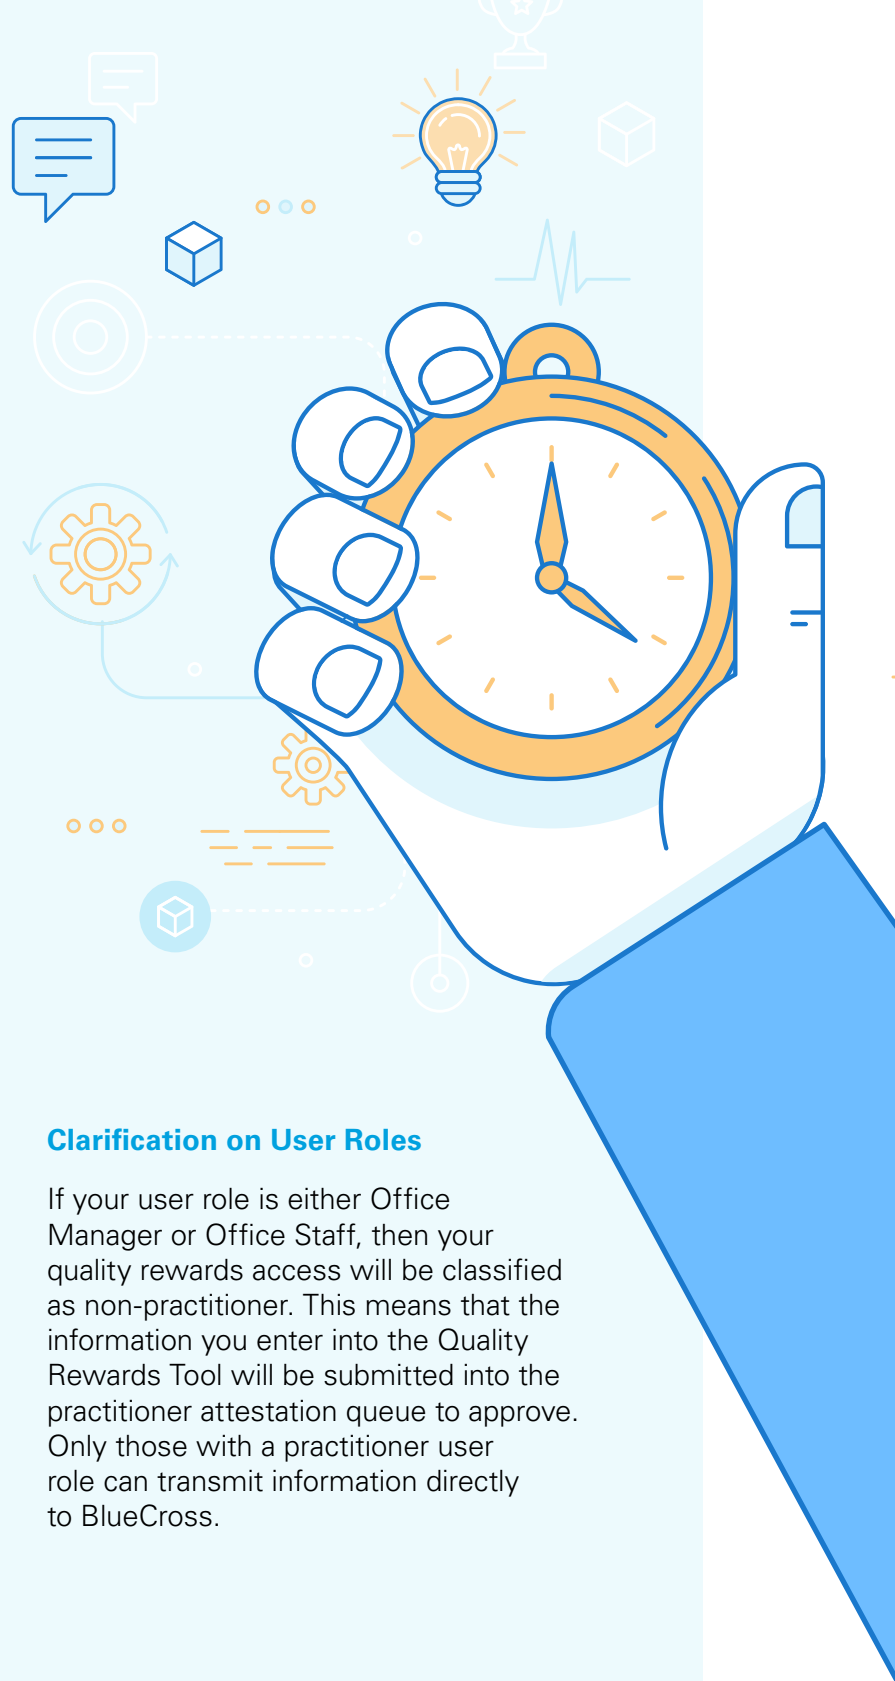 Clarification on User Roles
If your user role is either Office
Manager or Office Staff, then your
quality rewards access will be classified
as non-practitioner. This means that the
information you enter into the Quality
Rewards Tool will be submitted into the
practitioner attestation queue to approve.
Only those with a practitioner user
role can transmit information directly
to BlueCross.